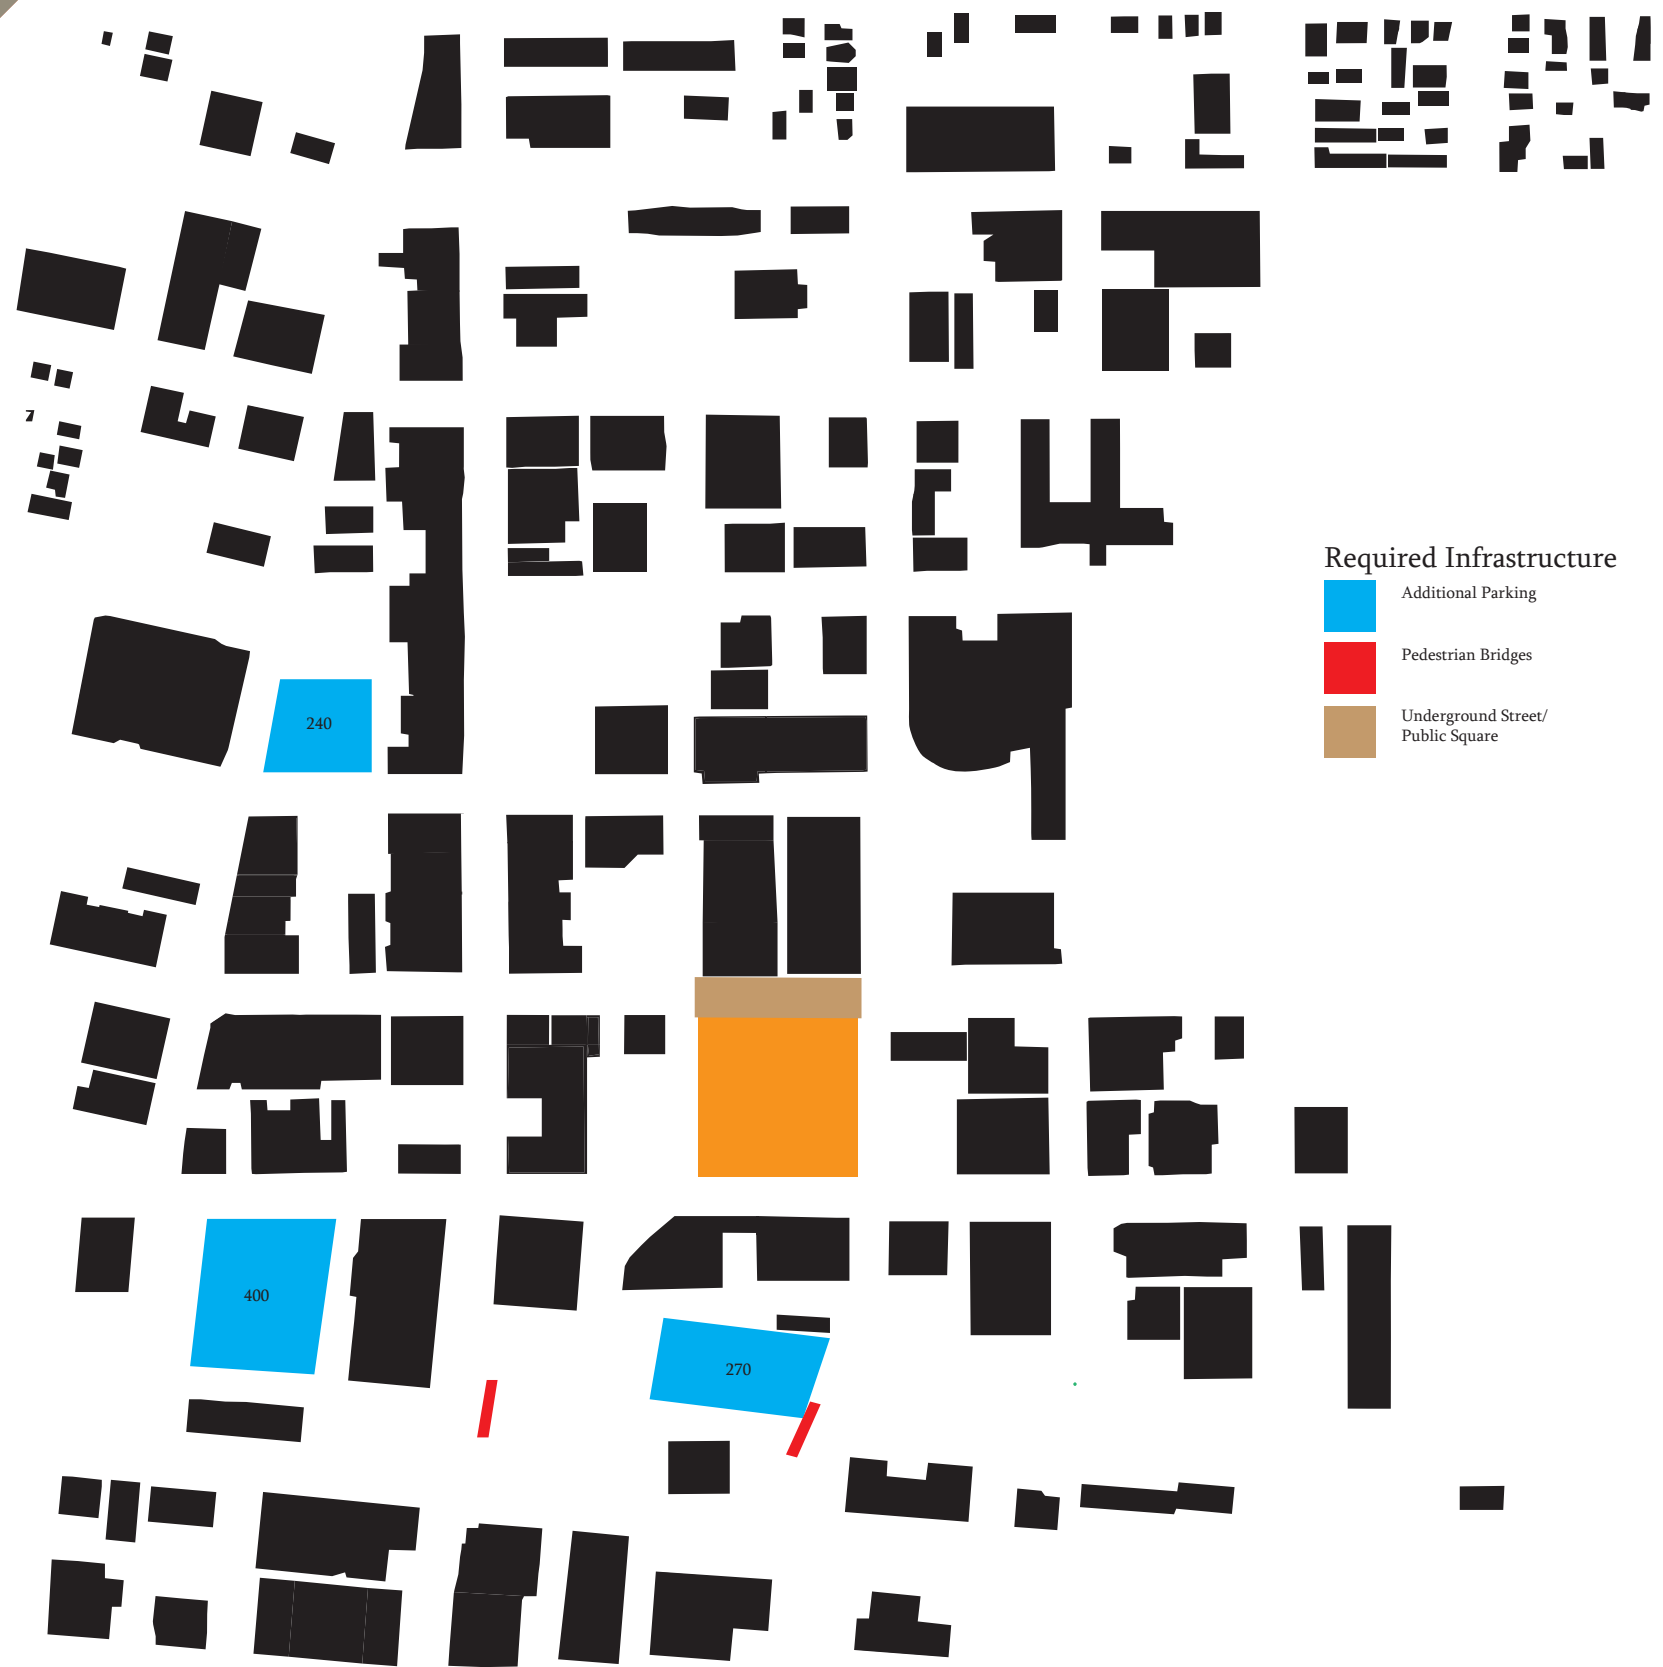 Required Infrastructure
Additional Parking
Pedestrian Bridges
Underground Street/
Public Square
240
400
270